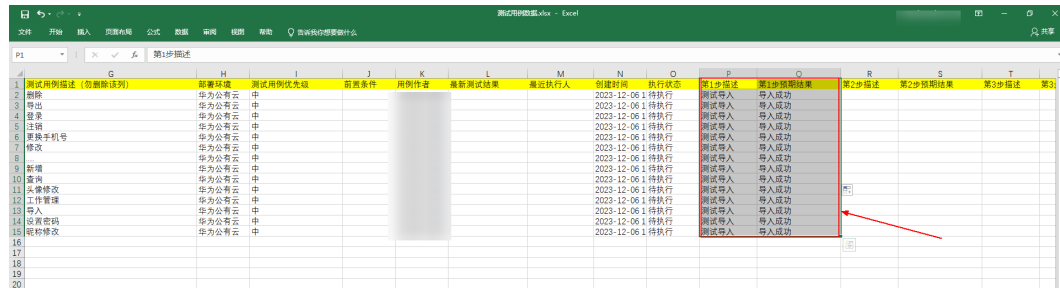 测试用例数据.xlsx - Excel
文件 开始 插入 页面布局 公式 数据 审阅 视图 帮助 告诉我你想要做什么 共享
P1 fx 第1步描述
G H I J K L M N O P Q R S T
1 测试用例描述（勿删除该列） 部署环境 测试用例优先级 前置条件 用例作者 最新测试结果 最近执行人 创建时间 执行状态 第1步描述 第1步预期结果 第2步描述 第2步预期结果 第3步描述 第3
2 删除 华为公有云 中 2023-12-06 1 待执行 测试导入 导入成功
3 导出 华为公有云 中 2023-12-06 1 待执行 测试导入 导入成功
4 登录 华为公有云 中 2023-12-06 1 待执行 测试导入 导入成功
5 注销 华为公有云 中 2023-12-06 1 待执行 测试导入 导入成功
6 更换手机号 华为公有云 中 2023-12-06 1 待执行 测试导入 导入成功
7 修改 华为公有云 中 2023-12-06 1 待执行 测试导入 导入成功
8 ... 华为公有云 中 2023-12-06 1 待执行 测试导入 导入成功
9 新增 华为公有云 中 2023-12-06 1 待执行 测试导入 导入成功
10 查询 华为公有云 中 2023-12-06 1 待执行 测试导入 导入成功
11 头像修改 华为公有云 中 2023-12-06 1 待执行 测试导入 导入成功
12 工作管理 华为公有云 中 2023-12-06 1 待执行 测试导入 导入成功
13 导入 华为公有云 中 2023-12-06 1 待执行 测试导入 导入成功
14 设置密码 华为公有云 中 2023-12-06 1 待执行 测试导入 导入成功
15 昵称修改 华为公有云 中 2023-12-06 1 待执行 测试导入 导入成功
16
17
18
19
20